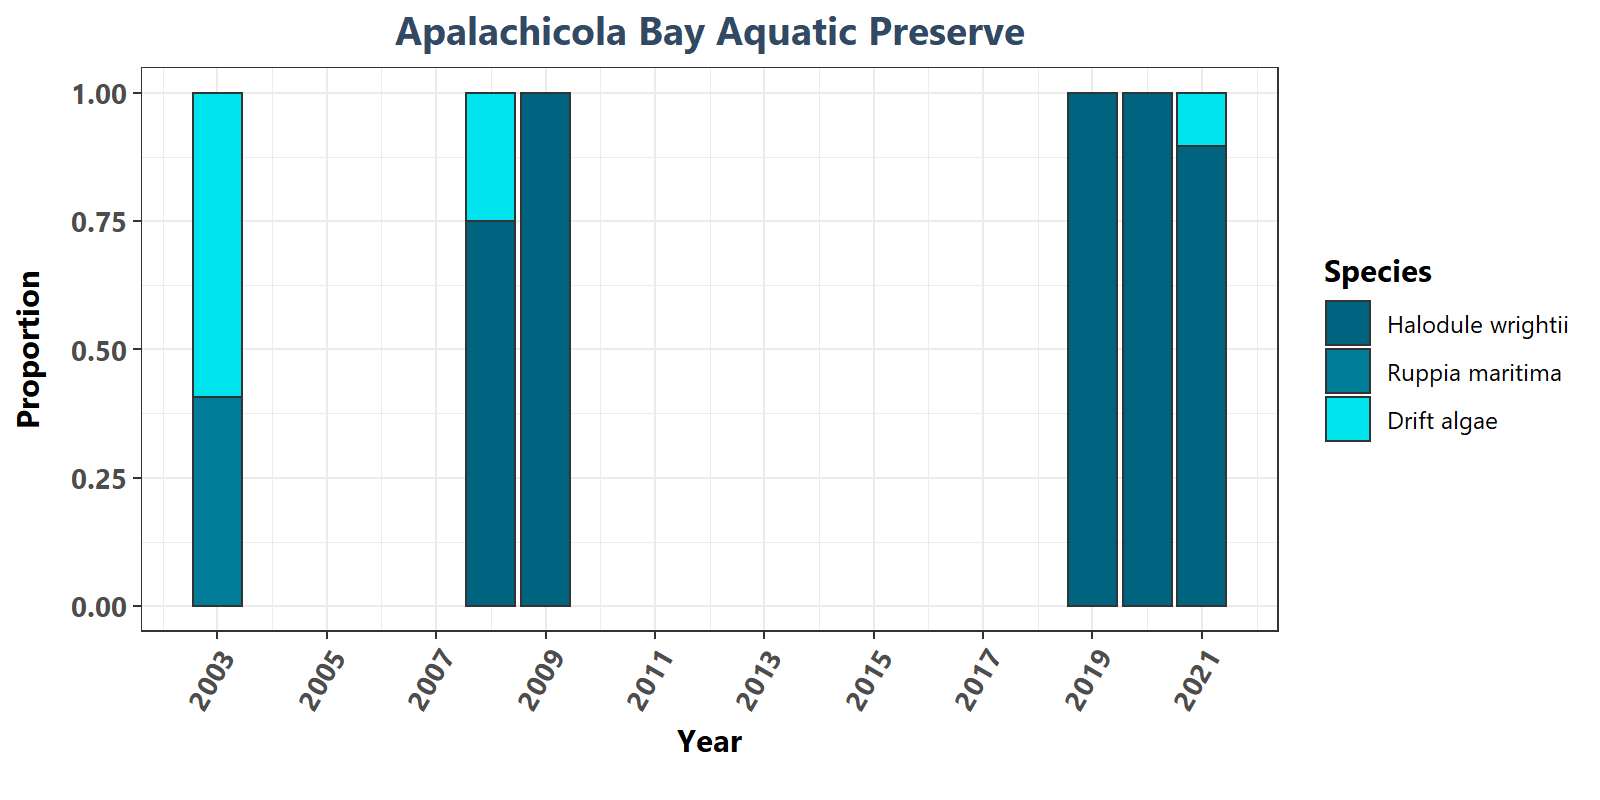 Apalachicola Bay Aquatic Preserve
1.00
0.75
0.50
0.25
0.00
Proportion
2003
2005
2007
2009
2011
2013
2015
2017
2019
2021
Year
Species
Halodule wrightii
Ruppia maritima
Drift algae